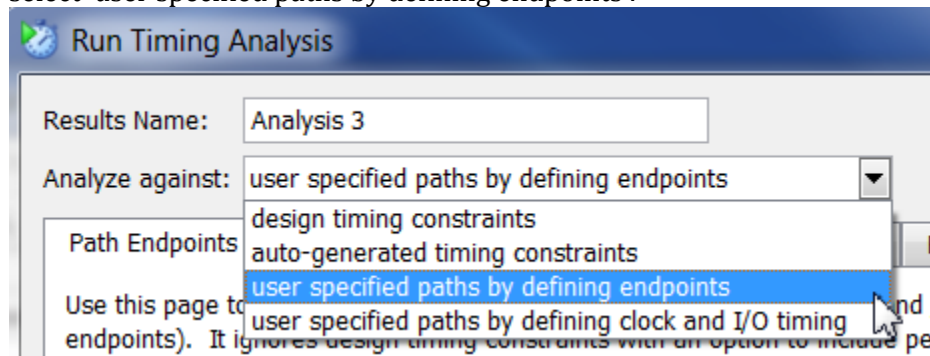 select 'user specified paths by defining endpoints'.
Run Timing Analysis
Results Name: Analysis 3
Analyze against: user specified paths by defining endpoints
design timing constraints
Path Endpoints
auto-generated timing constraints
user specified paths by defining endpoints
Use this page to
nd
user specified paths by defining clock and I/O timing
endpoints). It ignores design timing constraints with an option to include pe